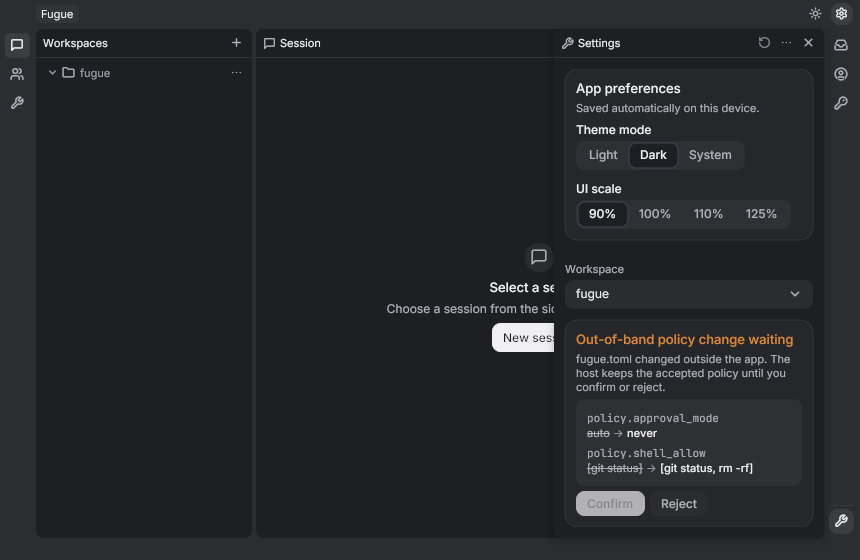 Fugue
Workspaces
fugue
Session
Select a se
Choose a session from the sid
New sess
Settings
App preferences
Saved automatically on this device.
Theme mode
Light Dark System
UI scale
90% 100% 110% 125%
Workspace
fugue
Out-of-band policy change waiting
fugue.toml changed outside the app. The
host keeps the accepted policy until you
confirm or reject.
policy.approval_mode
auto → never
policy.shell_allow
[git status] → [git status, rm -rf]
Confirm Reject